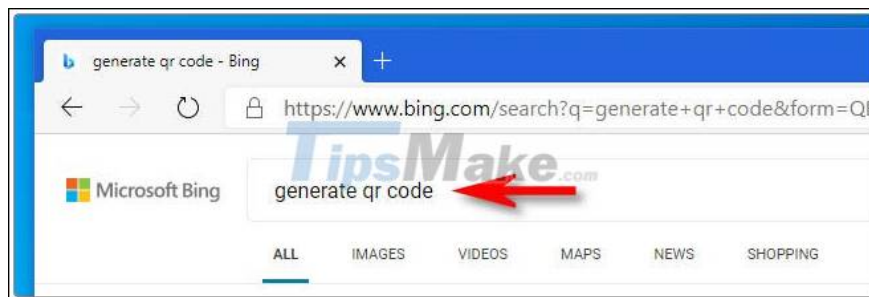 generate qr code - Bing
https://www.bing.com/search?q=generate+qr+code&form=Q
TipsMake.com
Microsoft Bing
generate qr code
ALL IMAGES VIDEOS MAPS NEWS SHOPPING